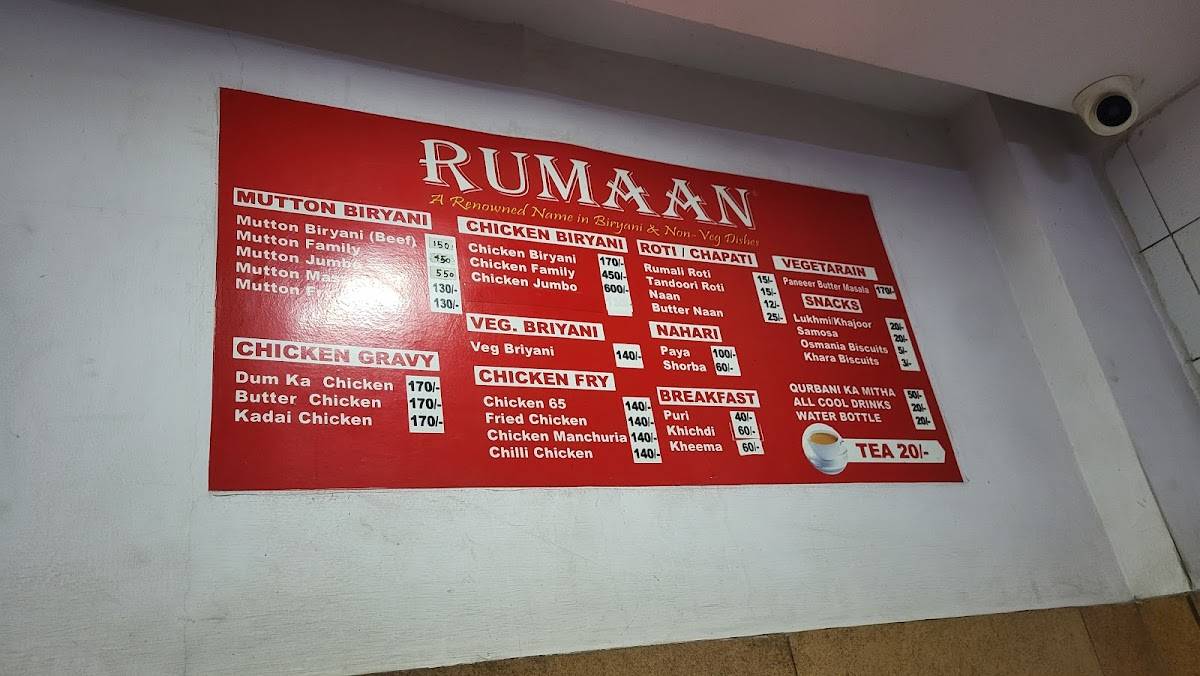 RUMAAN
A Renowned Name in Biryani & Non-Veg Dishes
MUTTON BIRYANI
Mutton Biryani (Beef) 150
Mutton Family 450
Mutton Jumbo 550
Mutton 130/-
Mutton 130/-
CHICKEN GRAVY
Dum Ka Chicken 170/-
Butter Chicken 170/-
Kadai Chicken 170/-
CHICKEN BIRYANI
Chicken Biryani 170/-
Chicken Family 450/-
Chicken Jumbo 600/-
VEG. BRIYANI
Veg Briyani 140/-
CHICKEN FRY
Chicken 65 140/-
Fried Chicken 140/-
Chicken Manchuria 140/-
Chilli Chicken 140/-
ROTI / CHAPATI
Rumali Roti 15/-
Tandoori Roti 15/-
Naan 12/-
Butter Naan 25/-
NAHARI
Paya 100/-
Shorba 60/-
BREAKFAST
Puri 40/-
Khichdi 60/-
Kheema 60/-
VEGETARAIN
Paneeer Butter Masala 170/-
SNACKS
Lukhmi/Khajoor 20/-
Samosa 20/-
Osmania Biscuits 5/-
Khara Biscuits 3/-
QURBANI KA MITHA 50/-
ALL COOL DRINKS 20/-
WATER BOTTLE 20/-
TEA 20/-